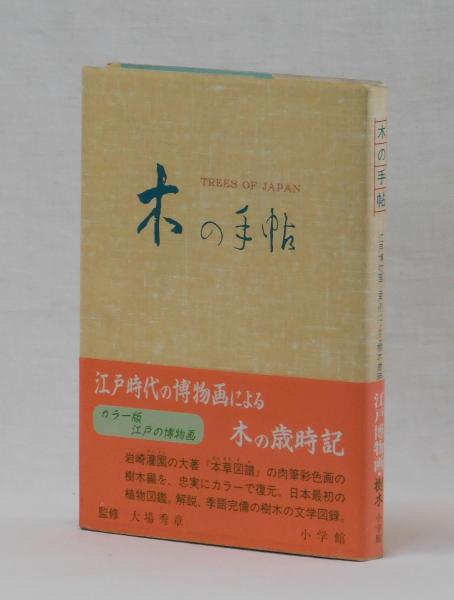 TREES OF JAPAN
木の手帖
江戸時代の博物画による
木の歳時記
カラー版
江戸の博物画
岩崎灌園の大著『本草図譜』の肉筆彩色画の
樹木編を、忠実にカラーで復元。日本最初の
植物図鑑。解説、季語完備の樹木の文学図録。
監修 大場秀章
小学館
木の手帖
江戸博物画・樹木
小学館